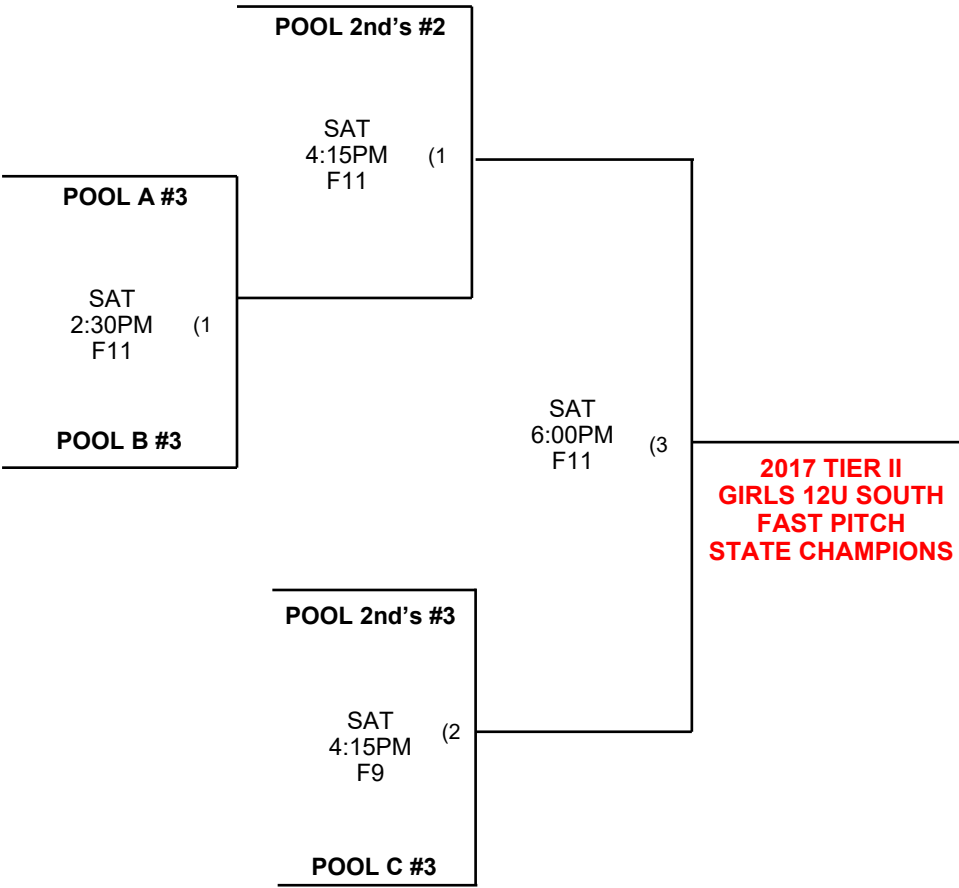 POOL 2nd's #2
SAT
4:15PM (1
F11
POOL A #3
SAT
2:30PM (1
F11
POOL B #3
SAT
6:00PM (3
F11
2017 TIER II
GIRLS 12U SOUTH
FAST PITCH
STATE CHAMPIONS
POOL 2nd's #3
SAT
4:15PM (2
F9
POOL C #3